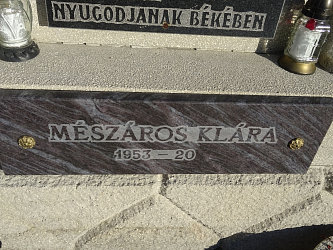 NYUGODJANAK BÉKÉBEN
MÉSZÁROS KLÁRA
1953 – 20